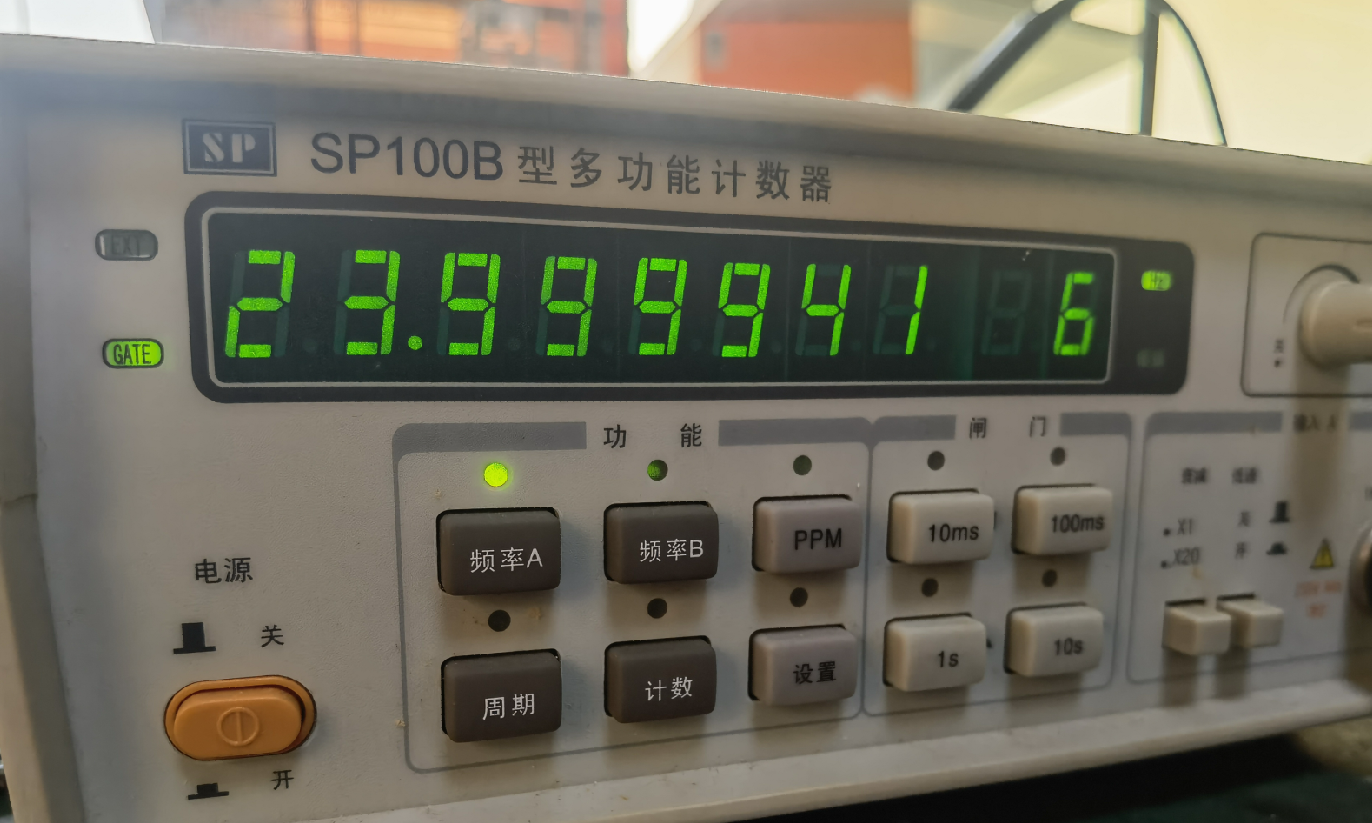 SP SP100B型多功能计数器
EXT
23.999941 6
Hz
GATE
功 能
闸 门
频率A 频率B PPM 10ms 100ms
周期 计数 设置 1s 10s
电源
关
开
X1
X20